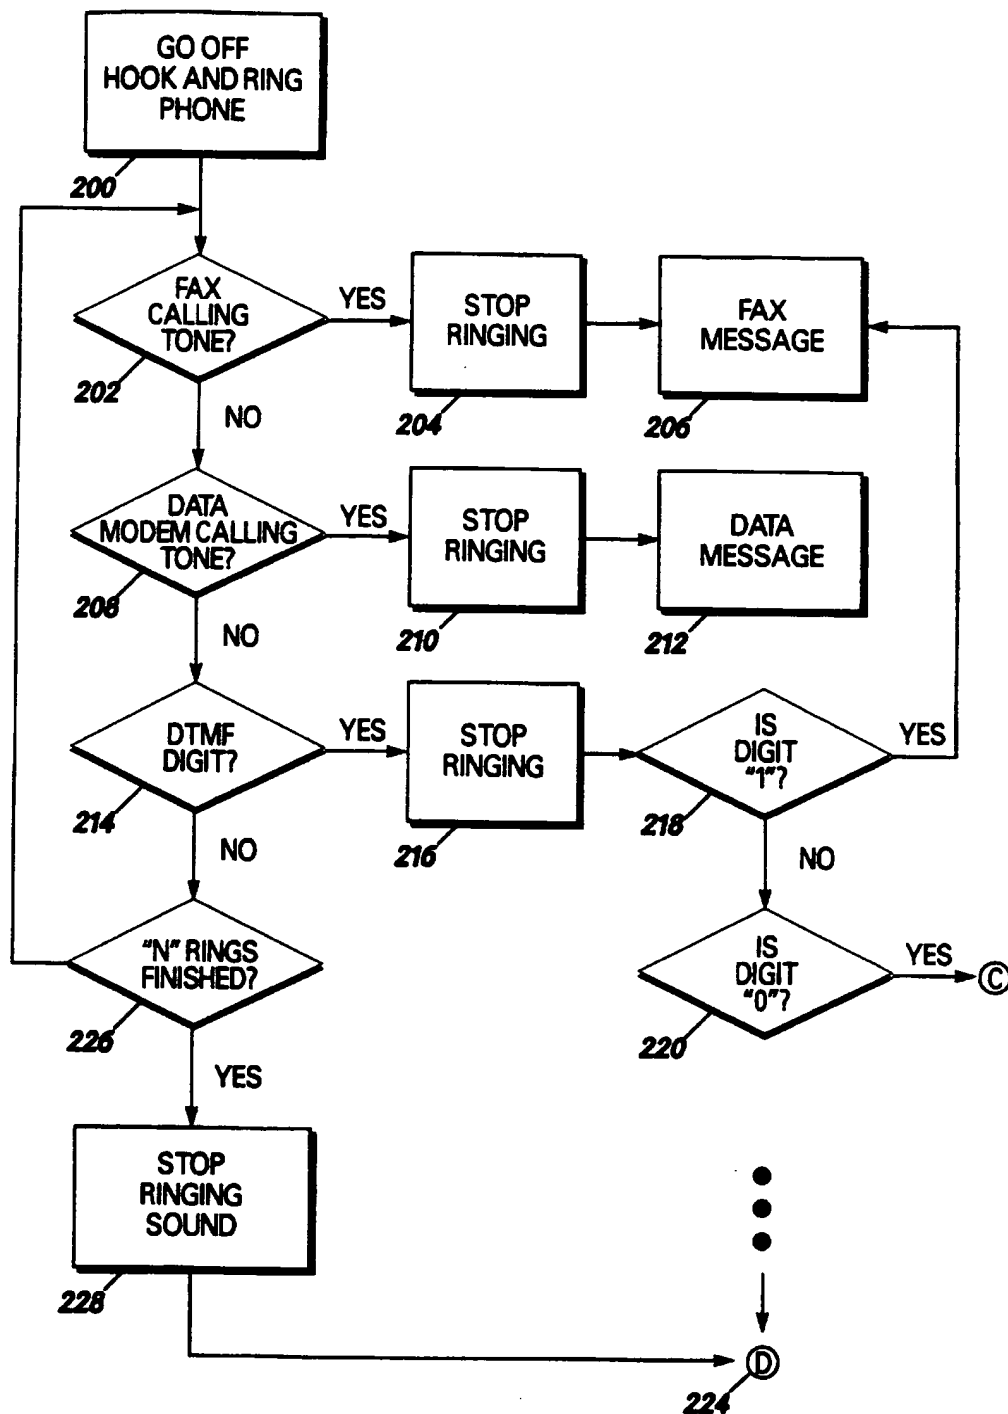 GO OFF
HOOK AND RING
PHONE
200
FAX
CALLING
TONE?
202
YES
STOP
RINGING
204
FAX
MESSAGE
206
NO
DATA
MODEM CALLING
TONE?
208
YES
STOP
RINGING
210
DATA
MESSAGE
212
NO
DTMF
DIGIT?
214
YES
STOP
RINGING
216
IS
DIGIT
"1"?
218
YES
NO
NO
"N" RINGS
FINISHED?
226
IS
DIGIT
"0"?
220
YES
C
YES
STOP
RINGING
SOUND
228
D
224